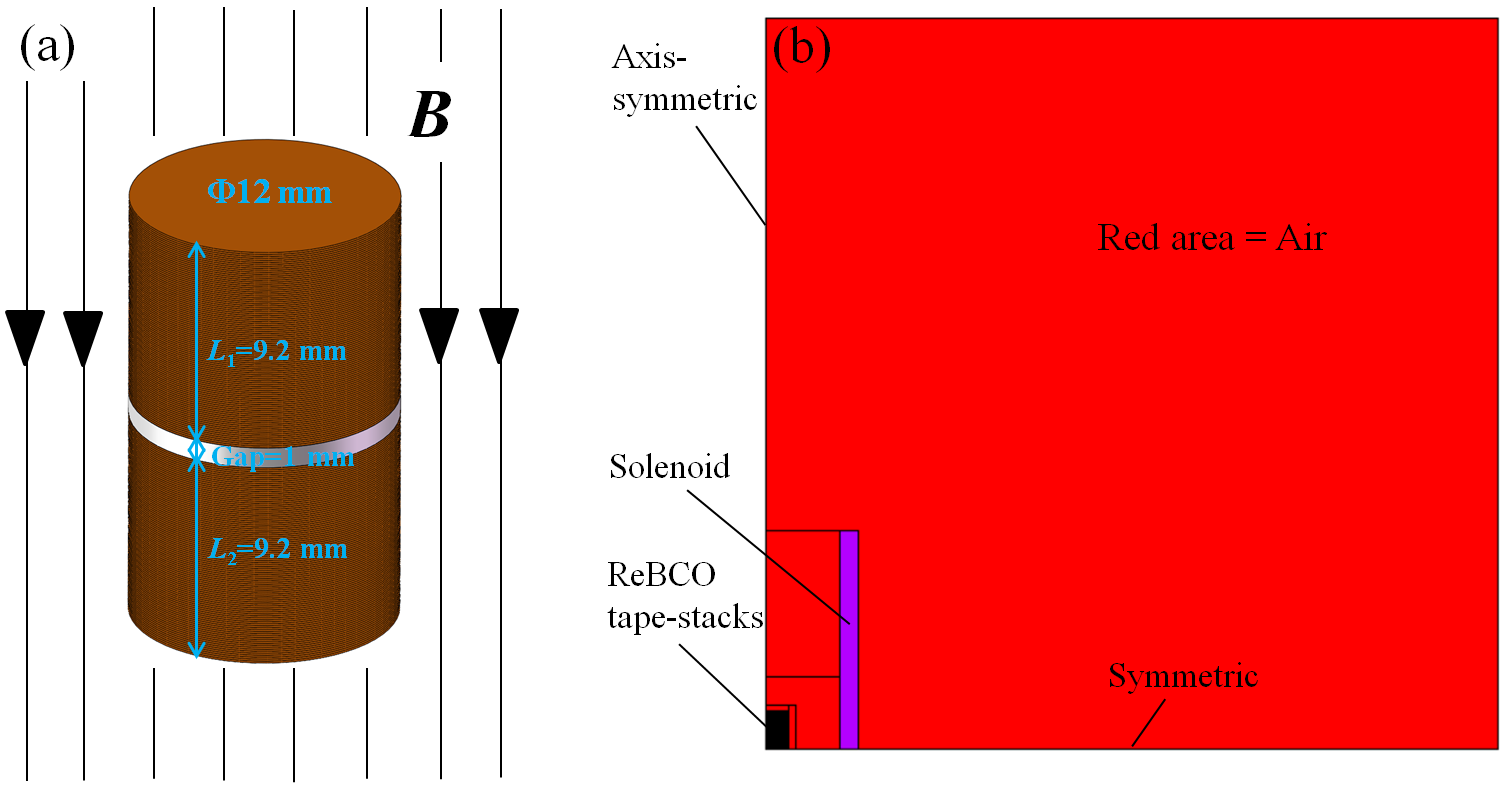 (a)
B
Φ12 mm
L1=9.2 mm
Gap=1 mm
L2=9.2 mm
(b)
Axis-
symmetric
Red area = Air
Solenoid
ReBCO
tape-stacks
Symmetric